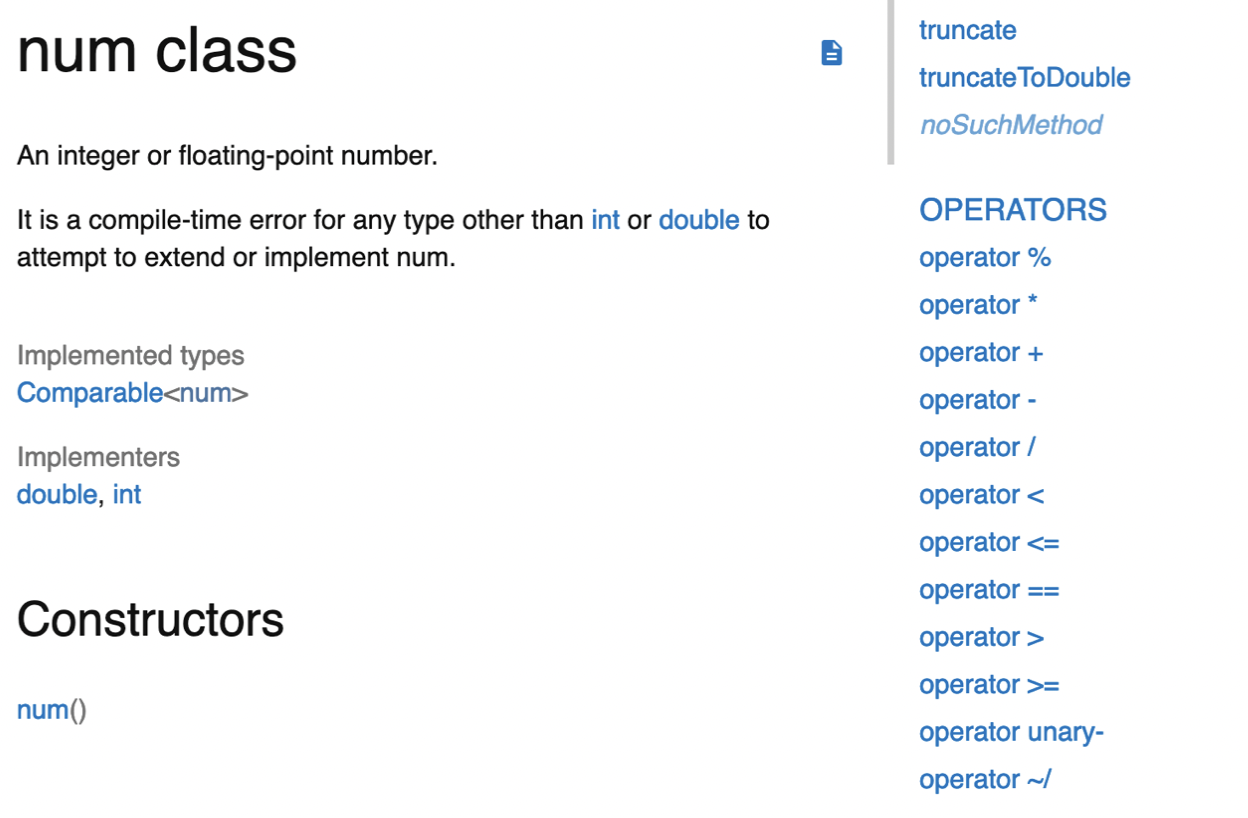 num class
An integer or floating-point number.
It is a compile-time error for any type other than int or double to
attempt to extend or implement num.
Implemented types
Comparable<num>
Implementers
double, int
Constructors
num()
truncate
truncateToDouble
noSuchMethod
OPERATORS
operator %
operator *
operator +
operator -
operator /
operator <
operator <=
operator ==
operator >
operator >=
operator unary-
operator ~/